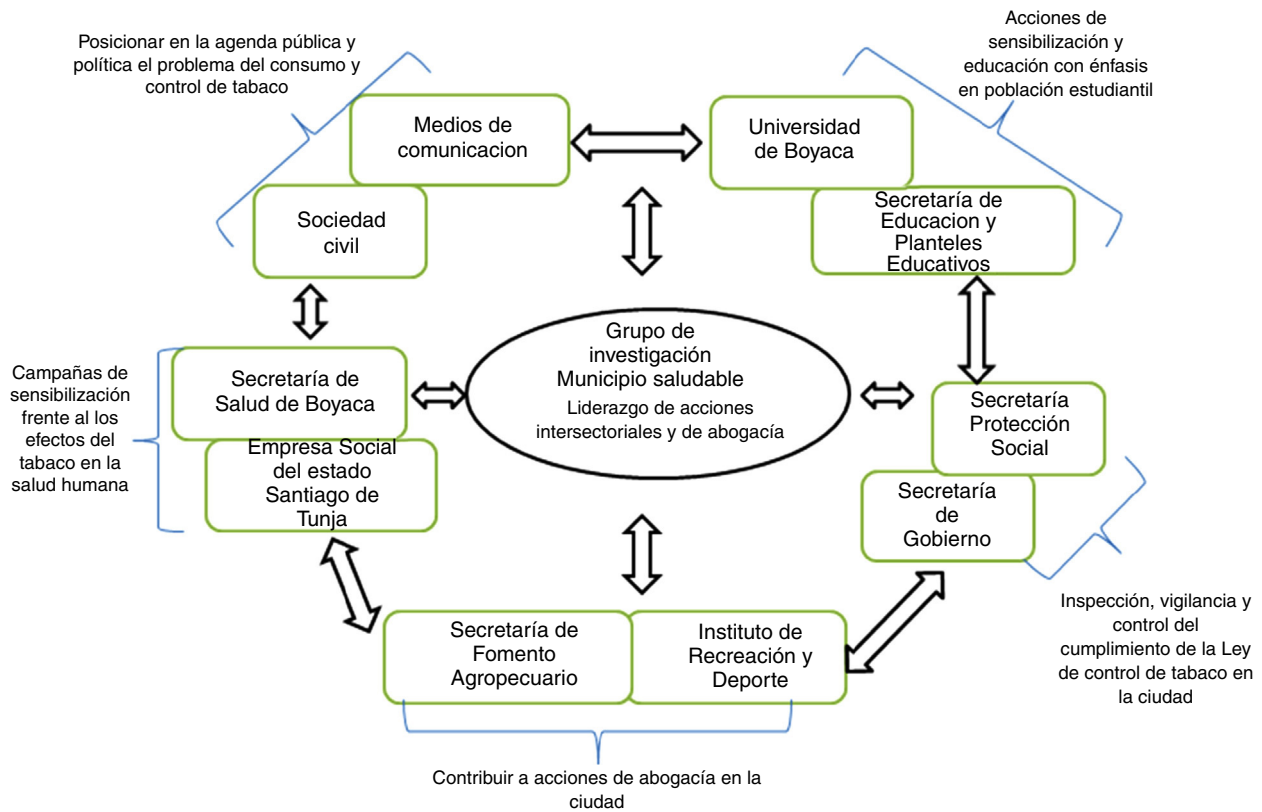 Posicionar en la agenda pública y
política el problema del consumo y
control de tabaco
Acciones de
sensibilización y
educación con énfasis
en población estudiantil
Medios de
comunicacion
Universidad
de Boyaca
Sociedad
civil
Secretaría de
Educacion y
Planteles
Educativos
Grupo de
investigación
Municipio saludable
Liderazgo de acciones
intersectoriales y de abogacía
Campañas de
sensibilización
frente al los
efectos del
tabaco en la
salud humana
Secretaría de
Salud de Boyaca
Empresa Social
del estado
Santiago de
Tunja
Secretaría
Protección
Social
Secretaría
de
Gobierno
Inspección, vigilancia y
control del
cumplimiento de la Ley
de control de tabaco en
la ciudad
Secretaría de
Fomento
Agropecuario
Instituto de
Recreación y
Deporte
Contribuir a acciones de abogacía en la
ciudad